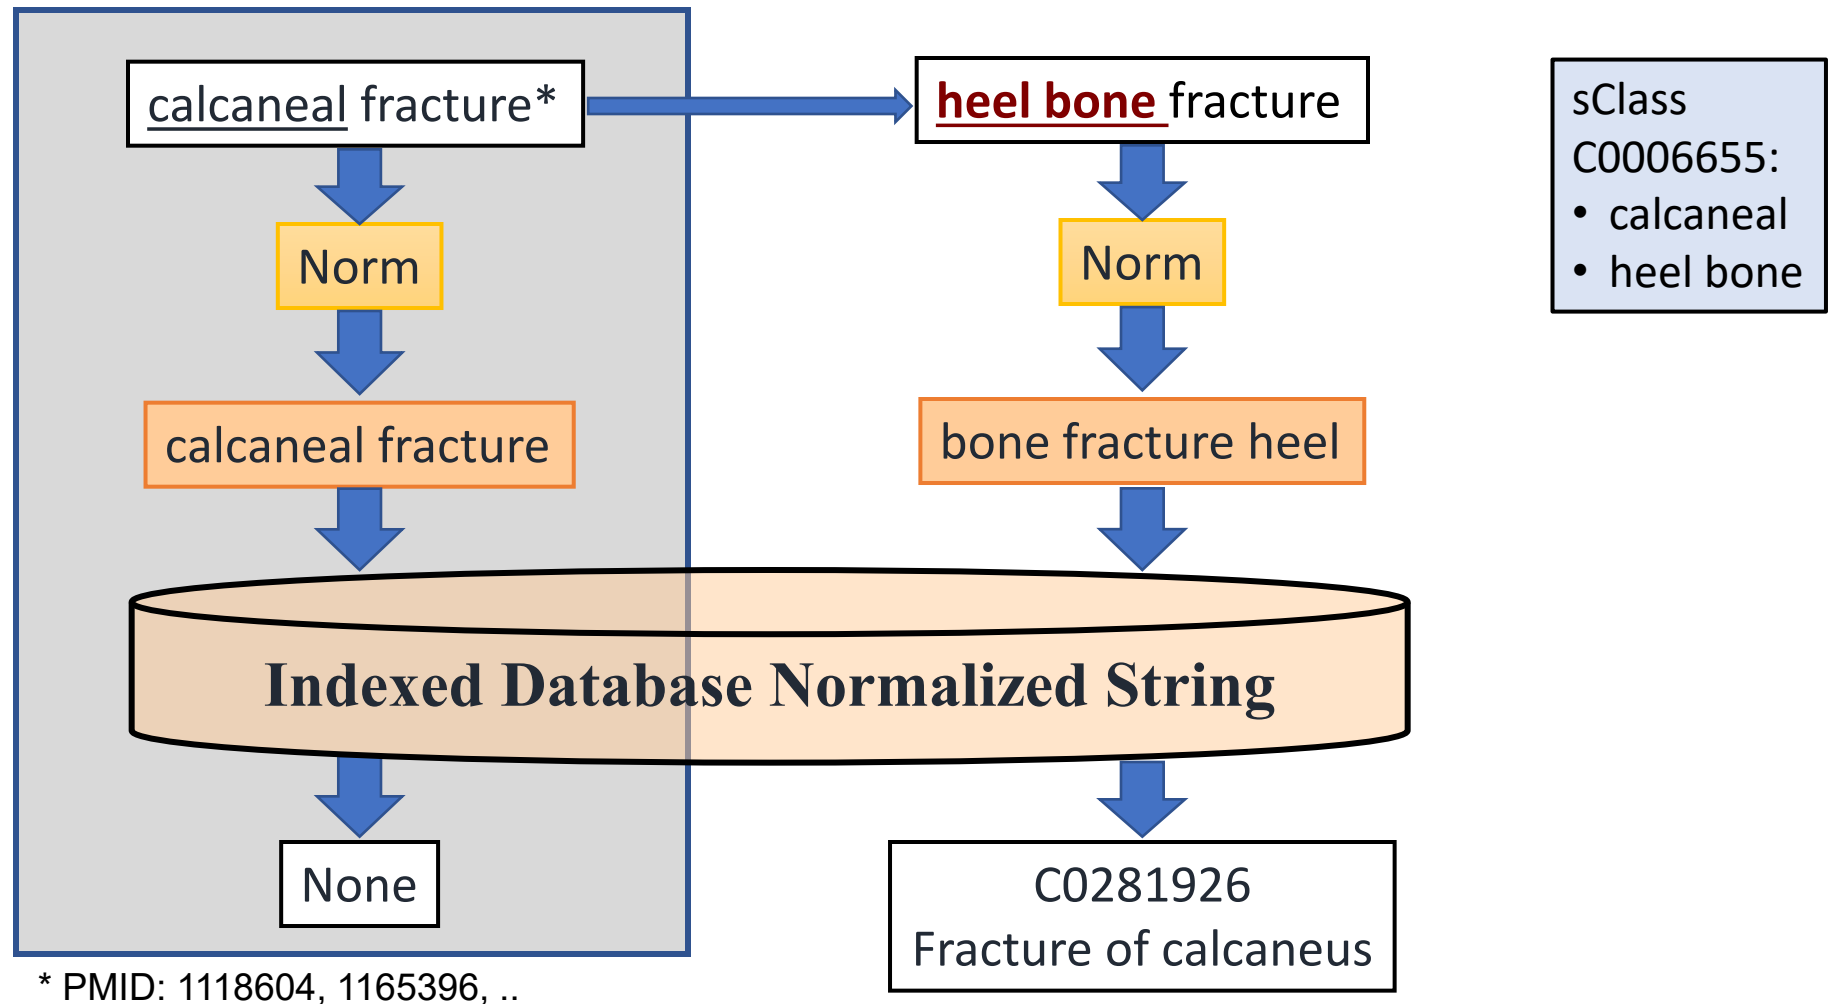 calcaneal fracture*
heel bone fracture
sClass
C0006655:
• calcaneal
• heel bone
Norm
Norm
calcaneal fracture
bone fracture heel
Indexed Database Normalized String
None
C0281926
Fracture of calcaneus
* PMID: 1118604, 1165396, ..